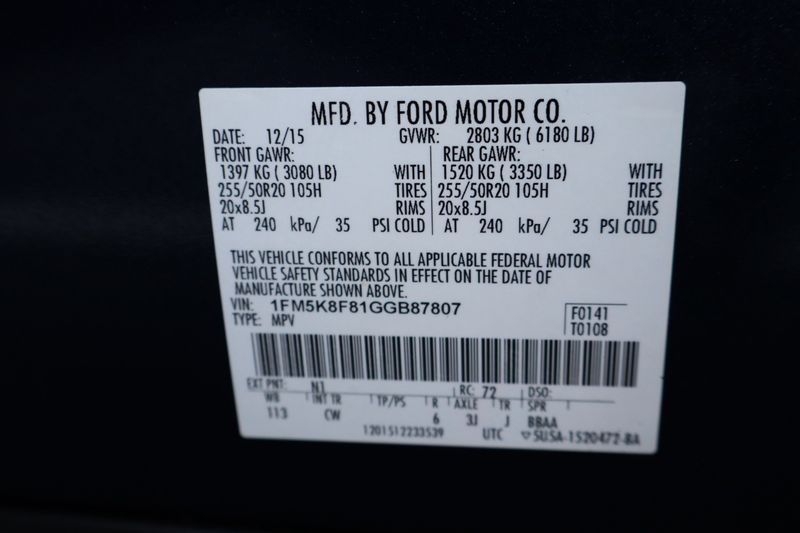 MFD. BY FORD MOTOR CO.
DATE: 12/15 GVWR: 2803 KG ( 6180 LB)
FRONT GAWR: REAR GAWR:
1397 KG ( 3080 LB) WITH 1520 KG ( 3350 LB) WITH
255/50R20 105H TIRES 255/50R20 105H TIRES
20x8.5J RIMS 20x8.5J RIMS
AT 240 kPa/ 35 PSI COLD AT 240 kPa/ 35 PSI COLD
THIS VEHICLE CONFORMS TO ALL APPLICABLE FEDERAL MOTOR
VEHICLE SAFETY STANDARDS IN EFFECT ON THE DATE OF
MANUFACTURE SHOWN ABOVE.
VIN: 1FM5K8F81GGB87807 F0141
TYPE: MPV T0108
EXT PNT: N1 RC: 72 DSO:
WB INT TR TP/PS R AXLE TR SPR
113 CW 6 3J J BBAA
1201512233539 UTC 5USA-1520472-BA